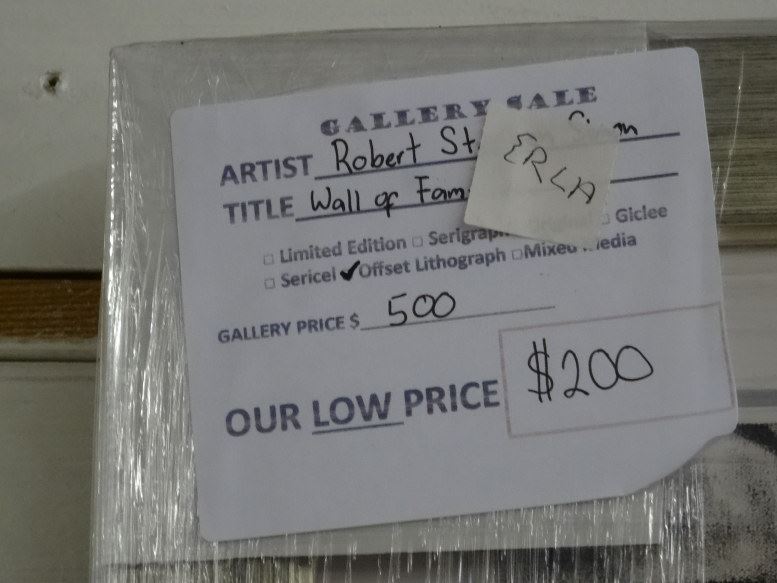 GALLERY SALE
ARTIST Robert St
TITLE Wall of Fam
ERLA
□ Limited Edition □ Serigrap □ Giclee
□ Sericel ✔Offset Lithograph □Mixed Media
GALLERY PRICE $ 500
OUR LOW PRICE $200